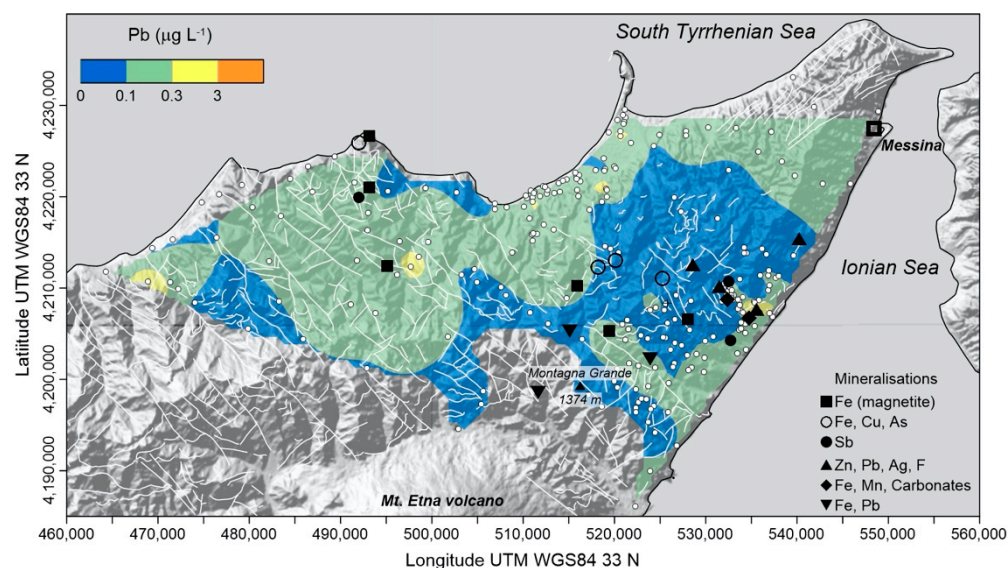 Pb (µg L⁻¹)
0 0.1 0.3 3
South Tyrrhenian Sea
Messina
Ionian Sea
Montagna Grande
1374 m
Mt. Etna volcano
Mineralisations
Fe (magnetite)
Fe, Cu, As
Sb
Zn, Pb, Ag, F
Fe, Mn, Carbonates
Fe, Pb
Latiitude UTM WGS84 33 N
4,230,000
4,220,000
4,210,000
4,200,000
4,190,000
460,000 470,000 480,000 490,000 500,000 510,000 520,000 530,000 540,000 550,000 560,000
Longitude UTM WGS84 33 N